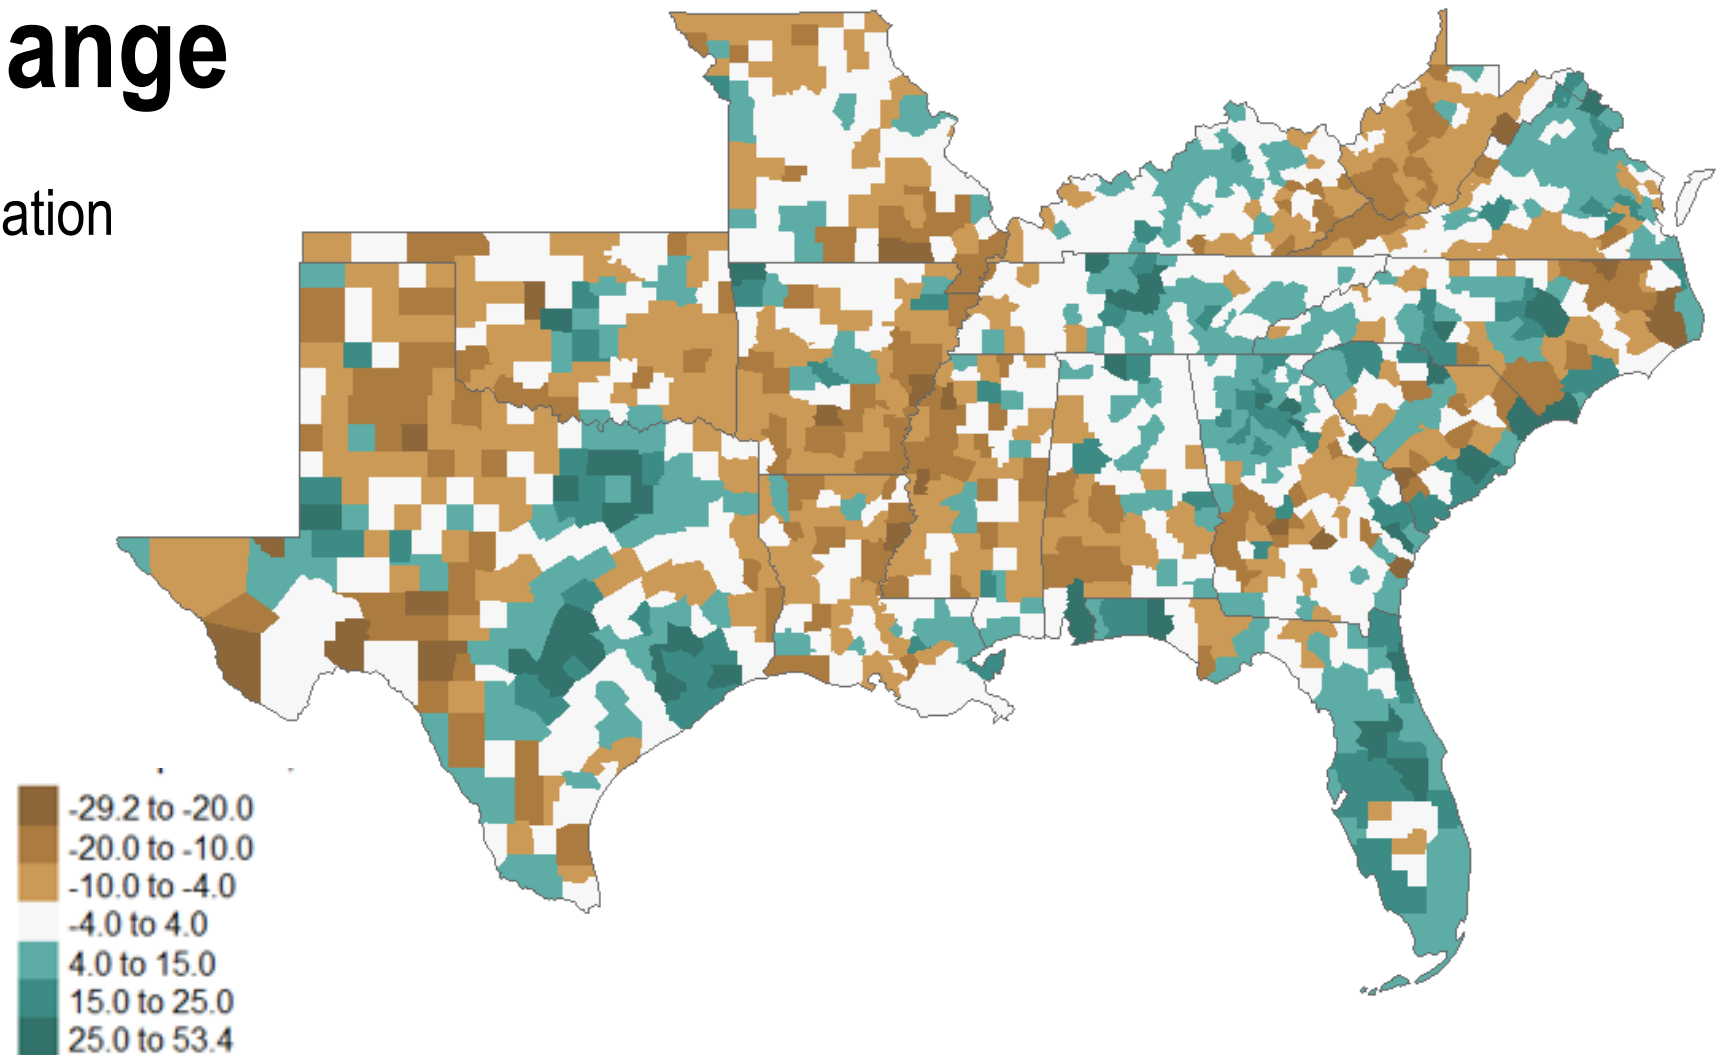 ange
ation
-29.2 to -20.0
-20.0 to -10.0
-10.0 to -4.0
-4.0 to 4.0
4.0 to 15.0
15.0 to 25.0
25.0 to 53.4